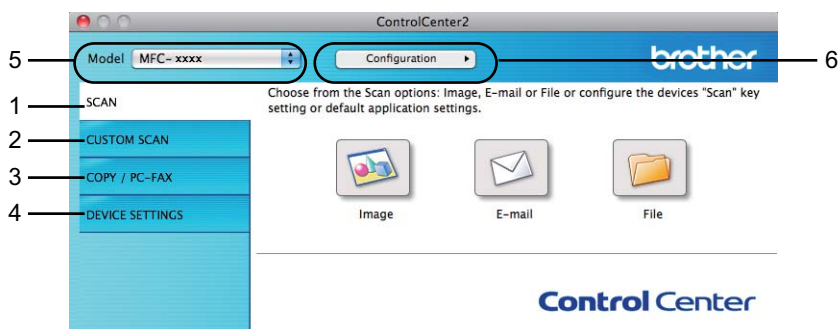 ControlCenter2
5
Model MFC- xxxx
Configuration
brother
6
1
SCAN
Choose from the Scan options: Image, E-mail or File or configure the devices "Scan" key
setting or default application settings.
2
CUSTOM SCAN
3
COPY / PC-FAX
4
DEVICE SETTINGS
Image
E-mail
File
Control Center